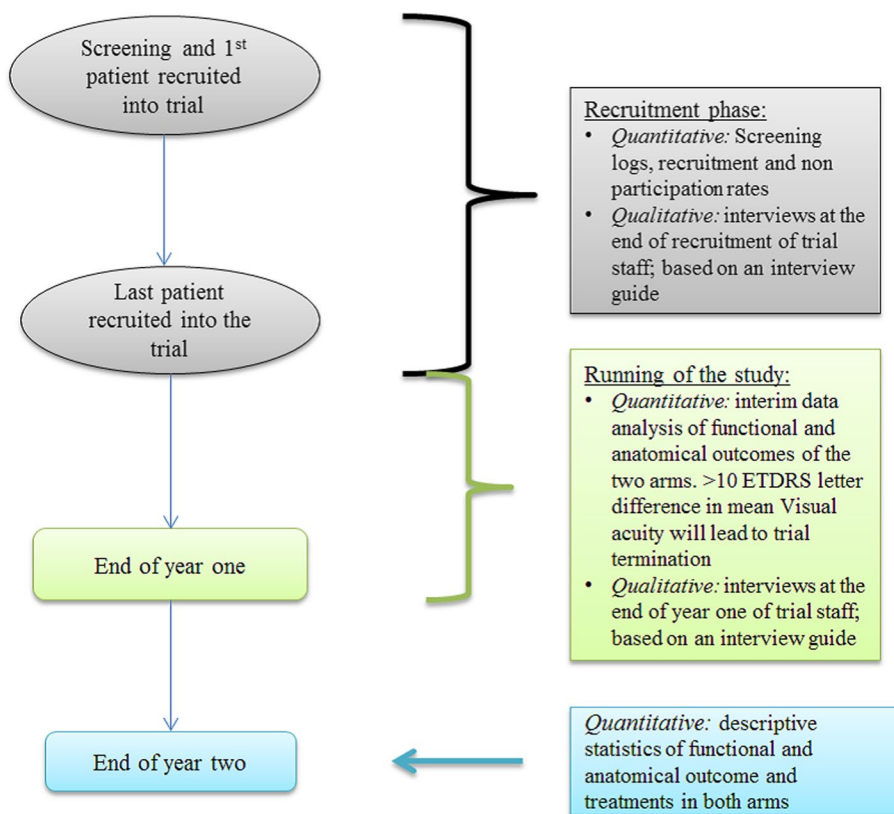 Screening and 1st
patient recruited
into trial
Last patient
recruited into the
trial
End of year one
End of year two
Recruitment phase:
• Quantitative: Screening
logs, recruitment and non
participation rates
• Qualitative: interviews at the
end of recruitment of trial
staff; based on an interview
guide
Running of the study:
• Quantitative: interim data
analysis of functional and
anatomical outcomes of the
two arms. >10 ETDRS letter
difference in mean Visual
acuity will lead to trial
termination
• Qualitative: interviews at the
end of year one of trial staff;
based on an interview guide
Quantitative: descriptive
statistics of functional and
anatomical outcome and
treatments in both arms